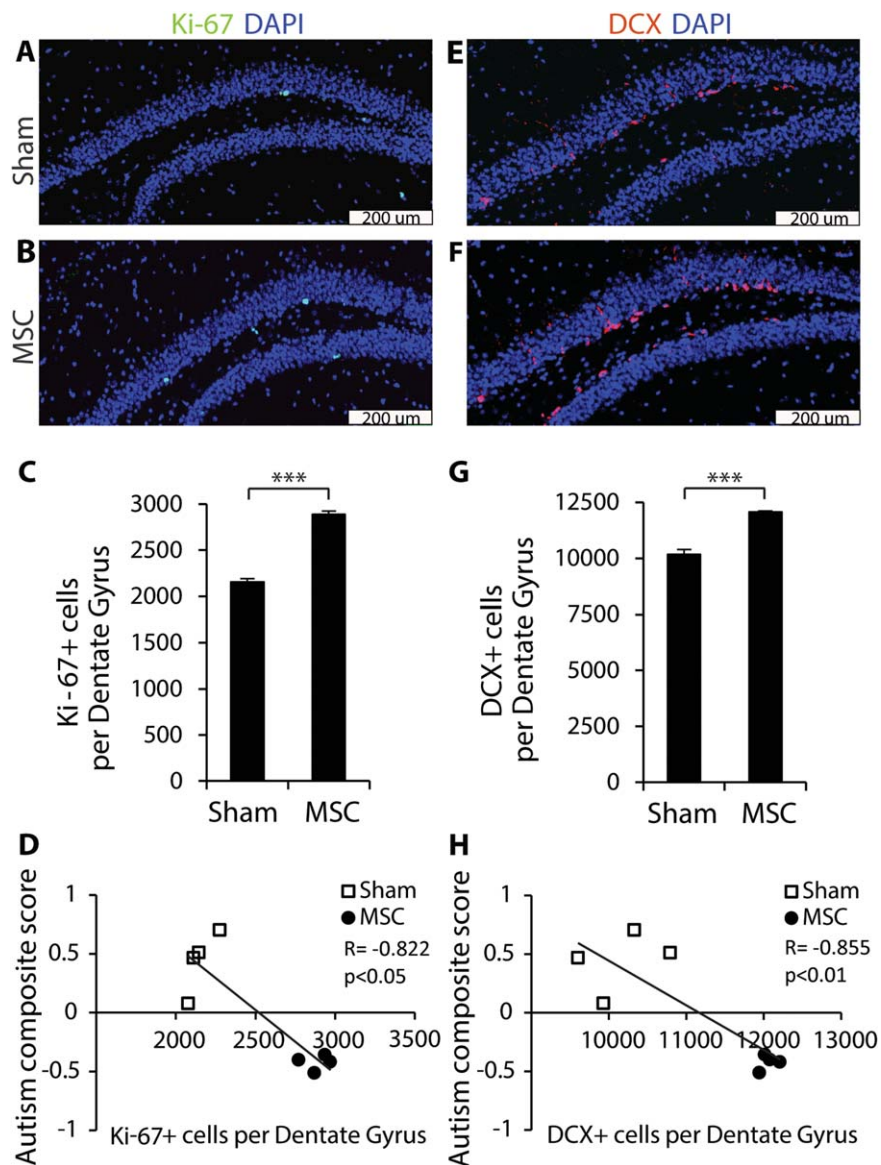 Ki-67 DAPI
DCX DAPI
A
E
Sham
200 um
200 um
B
F
MSC
200 um
200 um
C
***
3000
2500
2000
1500
1000
500
0
Ki-67+ cells
per Dentate Gyrus
Sham MSC
G
***
12500
10000
12500
5000
12500
0
DCX+ cells
per Dentate Gyrus
Sham MSC
D
1
0.5
0
-0.5
-1
Autism composite score
Sham
MSC
R= -0.822
p<0.05
2000 2500 3000 3500
Ki-67+ cells per Dentate Gyrus
H
1
0.5
0
-0.5
-1
Autism composite score
Sham
MSC
R= -0.855
p<0.01
10000 11000 12000 13000
DCX+ cells per Dentate Gyrus